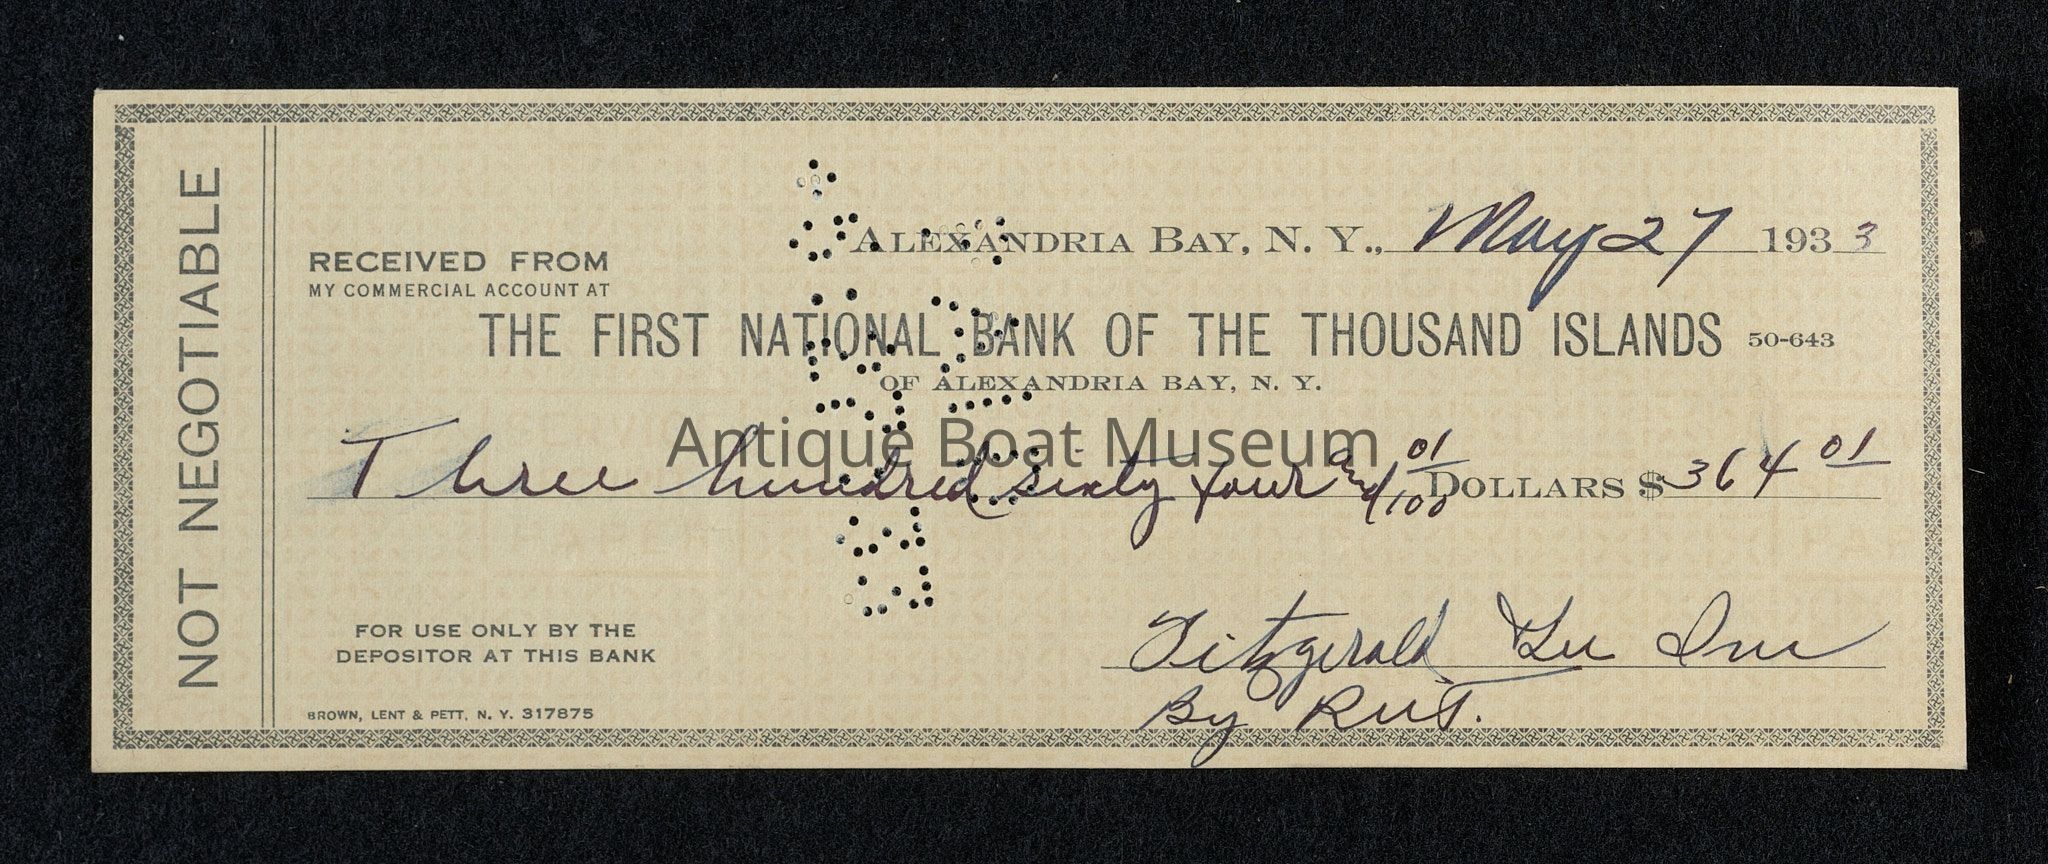 NOT NEGOTIABLE
ALEXANDRIA BAY, N. Y., May 27 1933
RECEIVED FROM
MY COMMERCIAL ACCOUNT AT
THE FIRST NATIONAL BANK OF THE THOUSAND ISLANDS 50-643
OF ALEXANDRIA BAY, N. Y.
Antique Boat Museum
Three hundred sixty four and 01/100 DOLLARS $ 364 01
FOR USE ONLY BY THE
DEPOSITOR AT THIS BANK
Fitzgerald
By
BROWN, LENT & PETT, N. Y. 317875